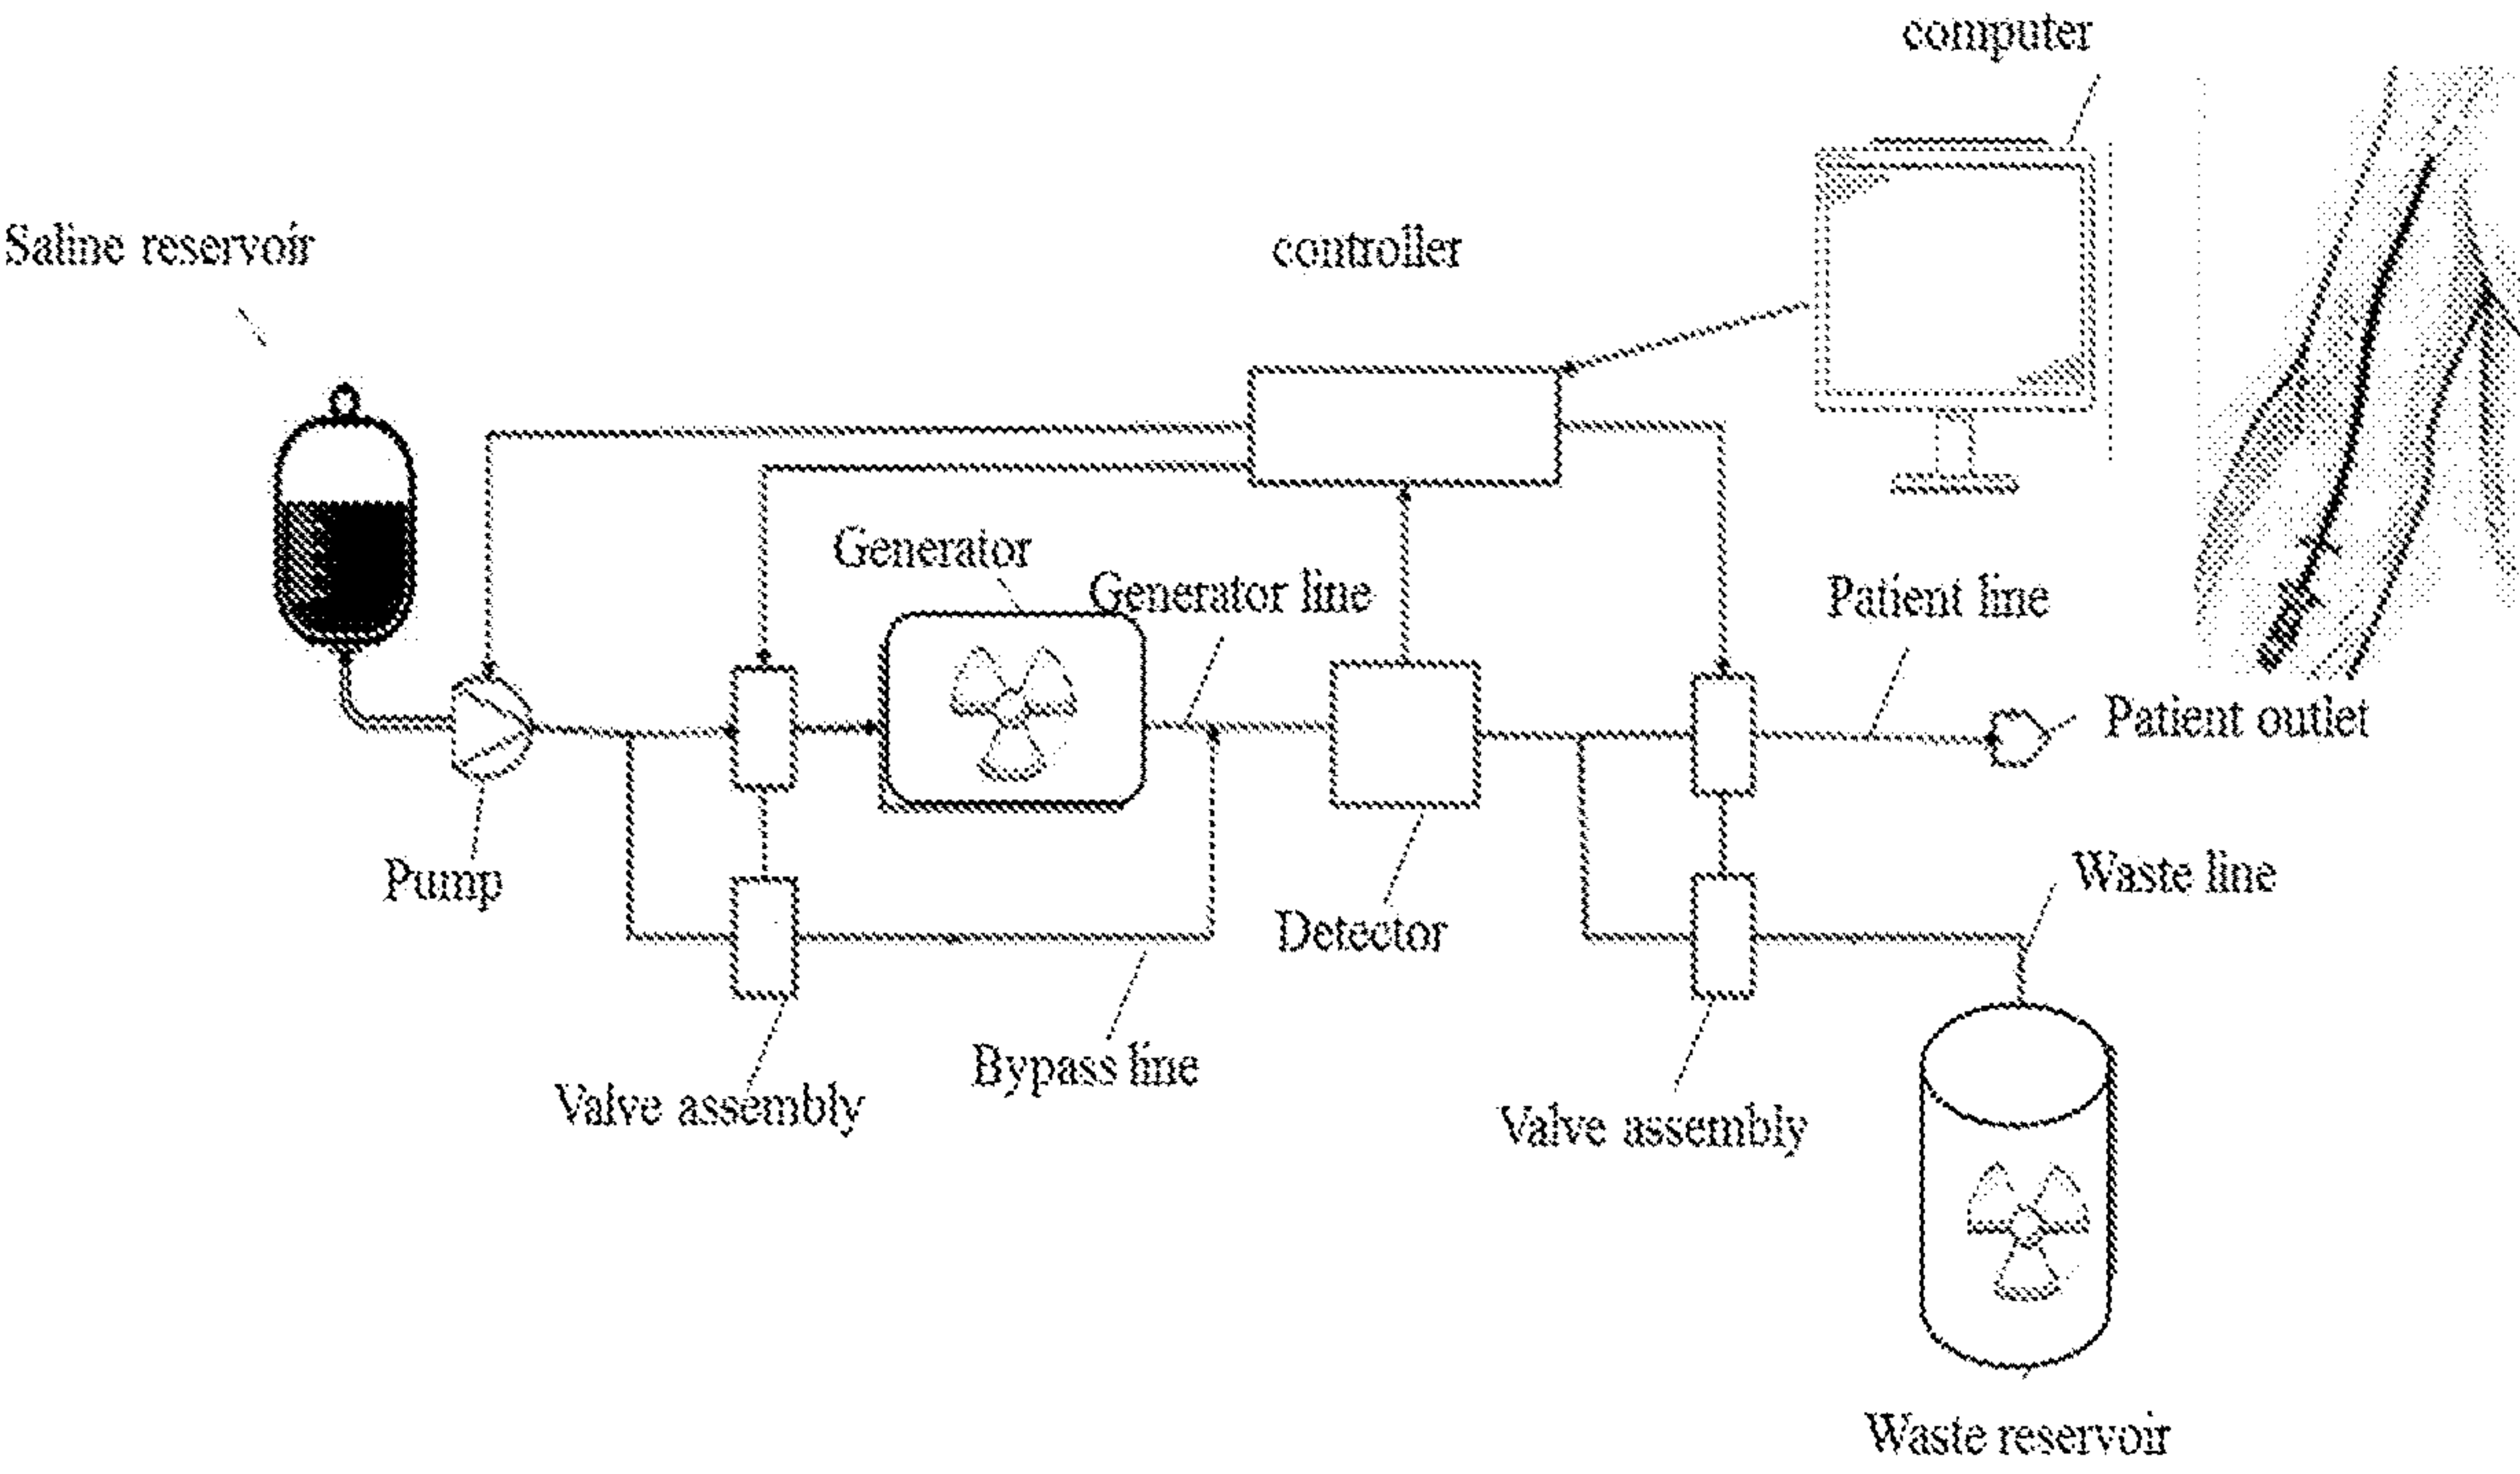 computer
Saline reservoir
controller
Generator
Generator line
Patient line
Patient outlet
Pump
Detector
Waste line
Bypass line
Valve assembly
Valve assembly
Waste reservoir